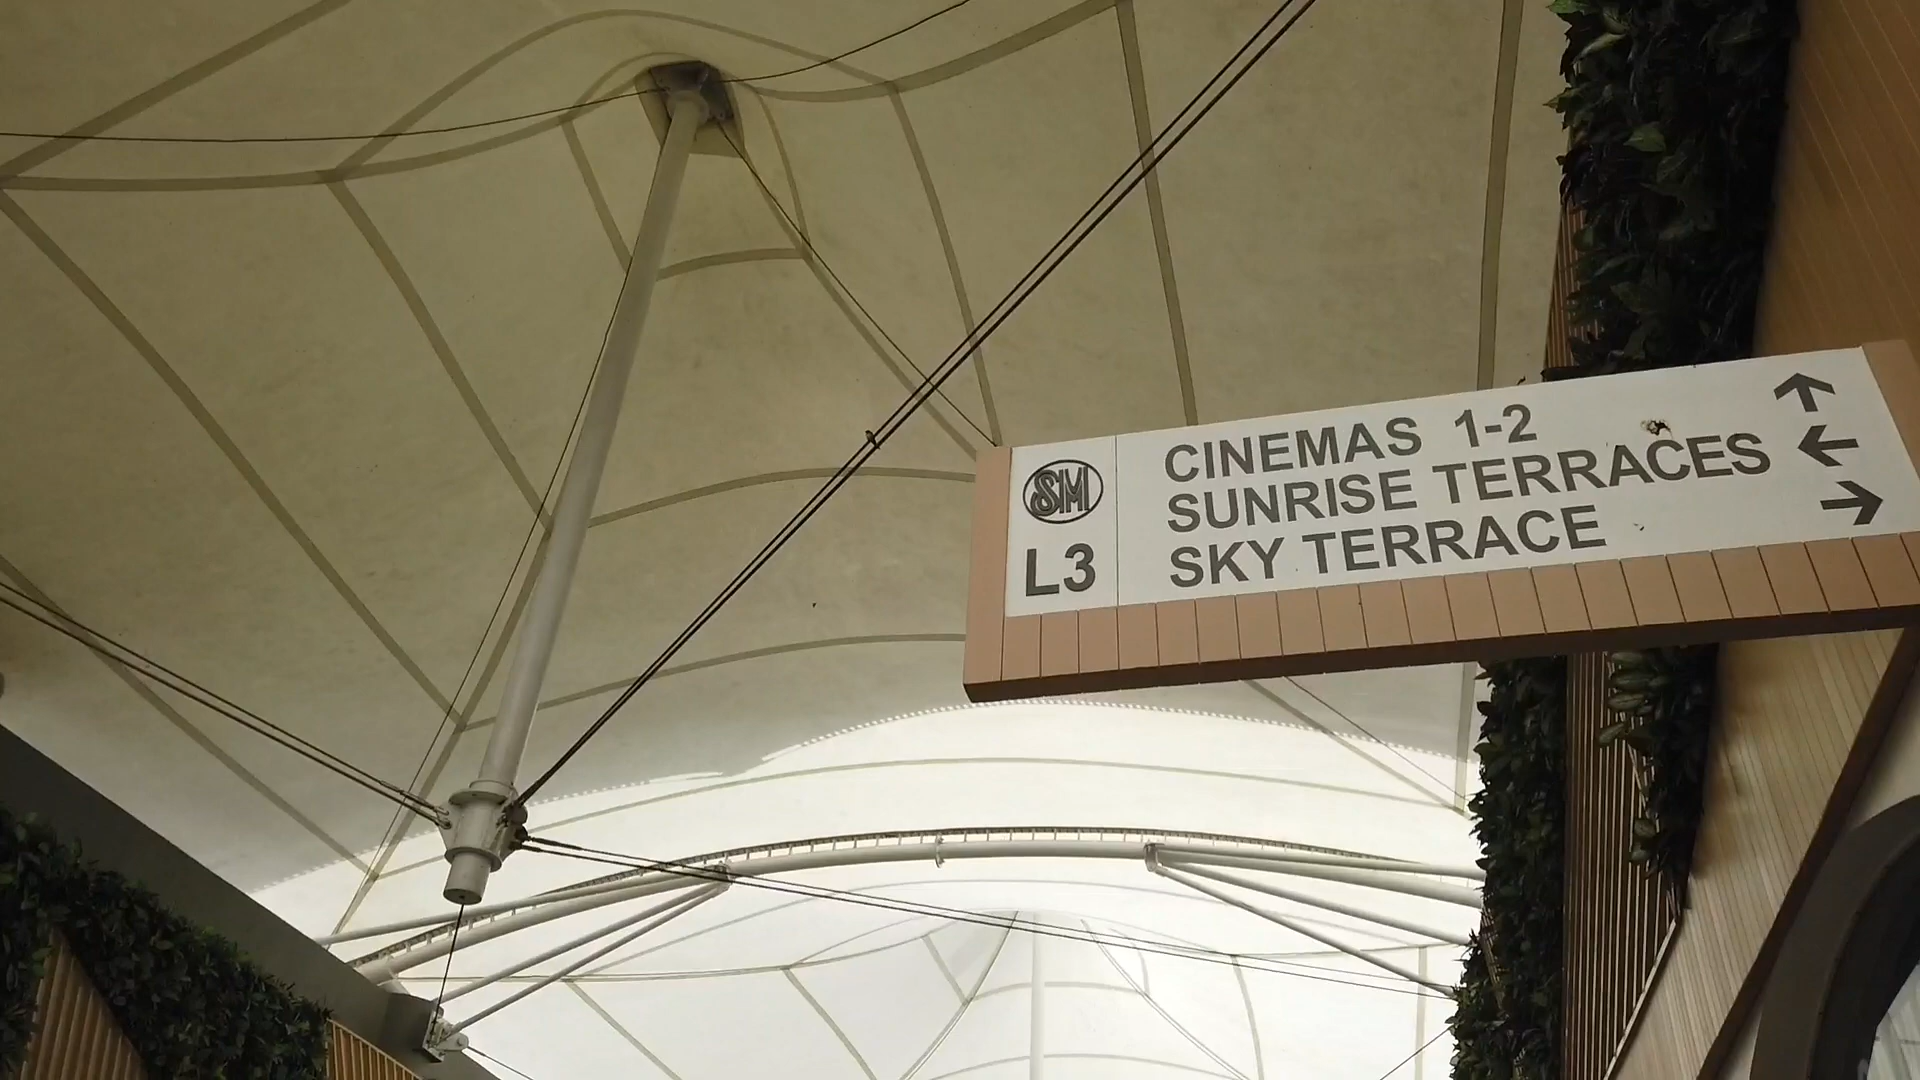 SM
L3
CINEMAS 1-2 ↑
SUNRISE TERRACES ←
SKY TERRACE →